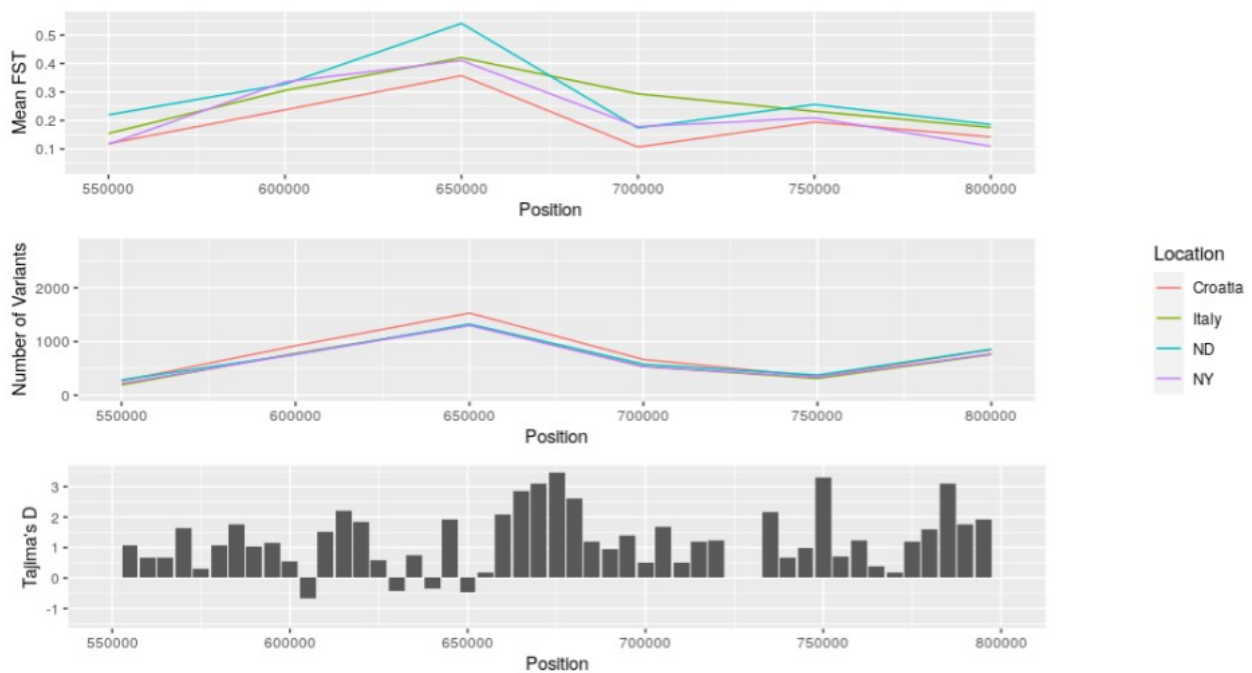 Mean FST
0.5
0.4
0.3
0.2
0.1
550000 600000 650000 700000 750000 800000
Position
Number of Variants
2000
1000
0
550000 600000 650000 700000 750000 800000
Position
Location
Croatia
Italy
ND
NY
Tajima's D
3
2
1
0
-1
550000 600000 650000 700000 750000 800000
Position